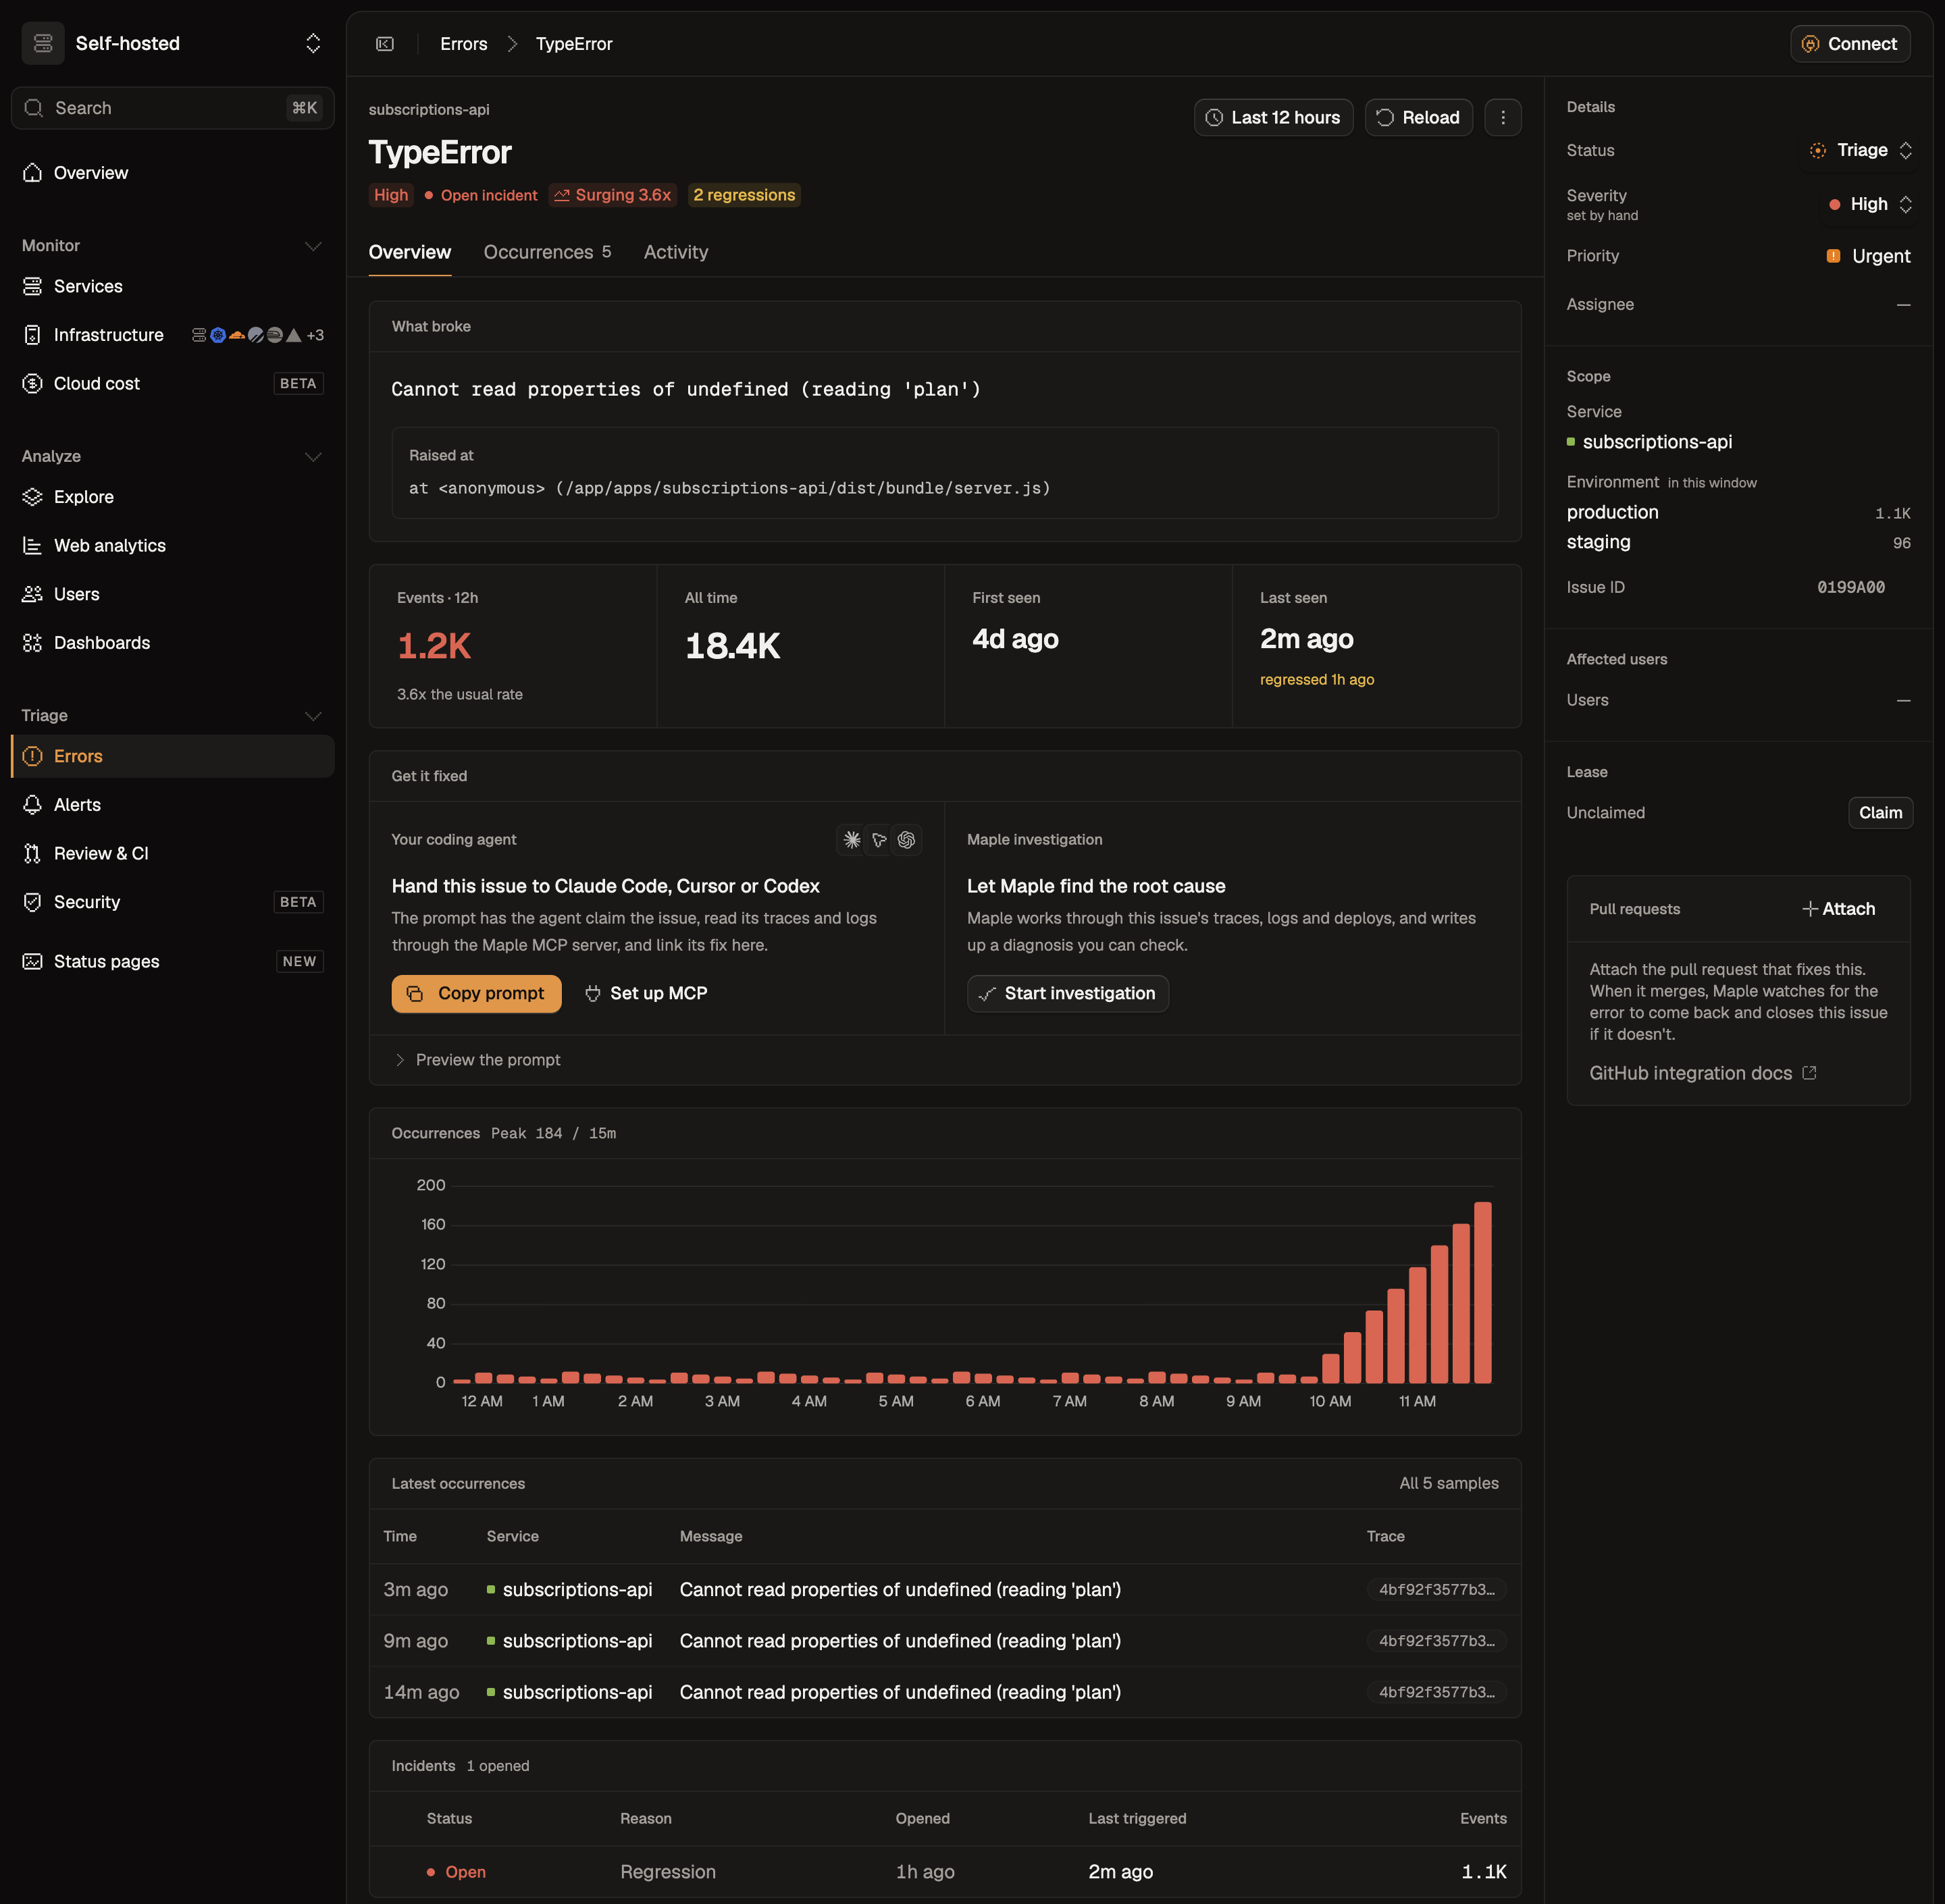 Self-hosted
Search ⌘K
Overview
Monitor
Services
Infrastructure +3
Cloud cost BETA
Analyze
Explore
Web analytics
Users
Dashboards
Triage
Errors
Alerts
Review & CI
Security BETA
Status pages NEW
Errors TypeError
Connect
subscriptions-api
Last 12 hours Reload
TypeError
High Open incident Surging 3.6x 2 regressions
Overview Occurrences 5 Activity
What broke
Cannot read properties of undefined (reading 'plan')
Raised at
at <anonymous> (/app/apps/subscriptions-api/dist/bundle/server.js)
Events · 12h
1.2K
3.6x the usual rate
All time
18.4K
First seen
4d ago
Last seen
2m ago
regressed 1h ago
Get it fixed
Your coding agent
Hand this issue to Claude Code, Cursor or Codex
The prompt has the agent claim the issue, read its traces and logs
through the Maple MCP server, and link its fix here.
Copy prompt Set up MCP
Maple investigation
Let Maple find the root cause
Maple works through this issue's traces, logs and deploys, and writes
up a diagnosis you can check.
Start investigation
Preview the prompt
Occurrences Peak 184 / 15m
200
160
120
80
40
0
12 AM 1 AM 2 AM 3 AM 4 AM 5 AM 6 AM 7 AM 8 AM 9 AM 10 AM 11 AM
Latest occurrences All 5 samples
Time Service Message Trace
3m ago subscriptions-api Cannot read properties of undefined (reading 'plan') 4bf92f3577b3…
9m ago subscriptions-api Cannot read properties of undefined (reading 'plan') 4bf92f3577b3…
14m ago subscriptions-api Cannot read properties of undefined (reading 'plan') 4bf92f3577b3…
Incidents 1 opened
Status Reason Opened Last triggered Events
Open Regression 1h ago 2m ago 1.1K
Details
Status Triage
Severity High
set by hand
Priority Urgent
Assignee —
Scope
Service
subscriptions-api
Environment in this window
production 1.1K
staging 96
Issue ID 0199A00
Affected users
Users —
Lease
Unclaimed Claim
Pull requests Attach
Attach the pull request that fixes this.
When it merges, Maple watches for the
error to come back and closes this issue
if it doesn't.
GitHub integration docs